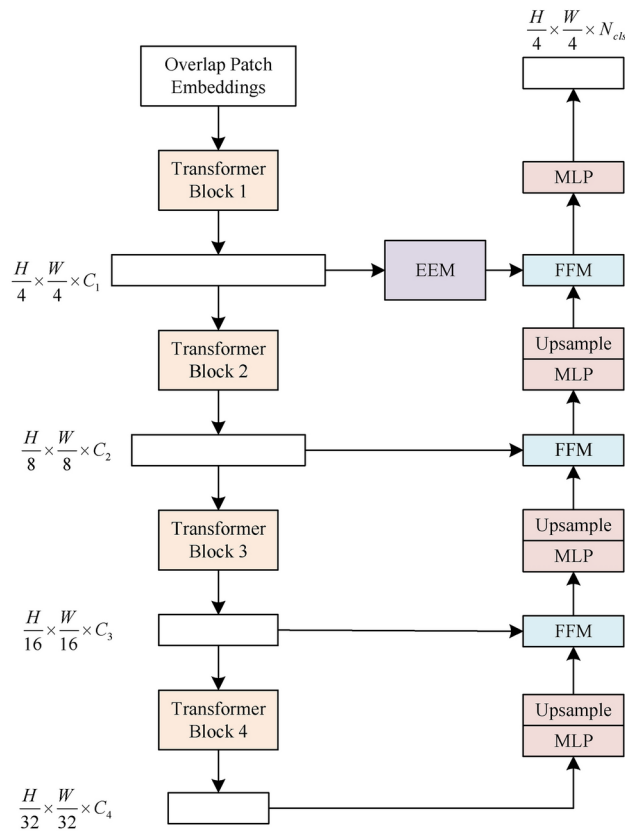 H/4 × W/4 × N_cls
Overlap Patch
Embeddings
Transformer
Block 1
MLP
H/4 × W/4 × C_1
EEM
FFM
Transformer
Block 2
Upsample
MLP
H/8 × W/8 × C_2
FFM
Transformer
Block 3
Upsample
MLP
H/16 × W/16 × C_3
FFM
Transformer
Block 4
Upsample
MLP
H/32 × W/32 × C_4